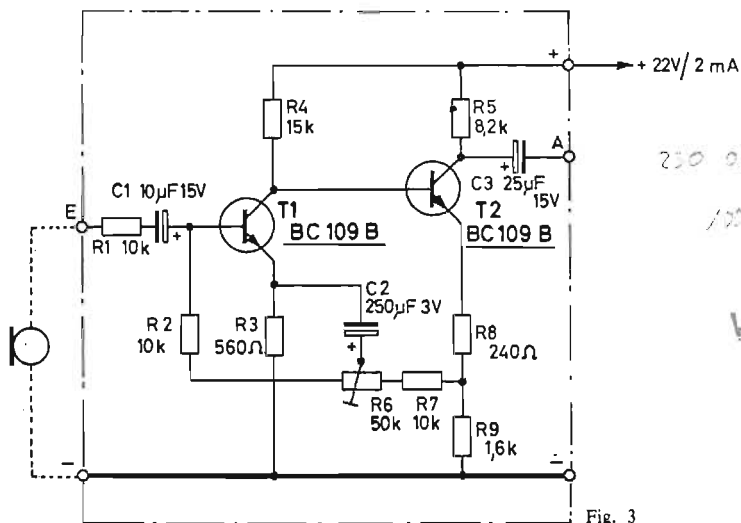 +
+ 22V/2 mA
R4
15k
R5
8,2k
A
C1 10µF 15V
E
R1 10k
+
T1
BC 109 B
+
C3 25µF
15V
T2
BC 109 B
C2
250µF 3V
+
R2
10k
R3
560Ω
R8
240Ω
R6
50k
R7
10k
R9
1,6k
-
-
Fig. 3